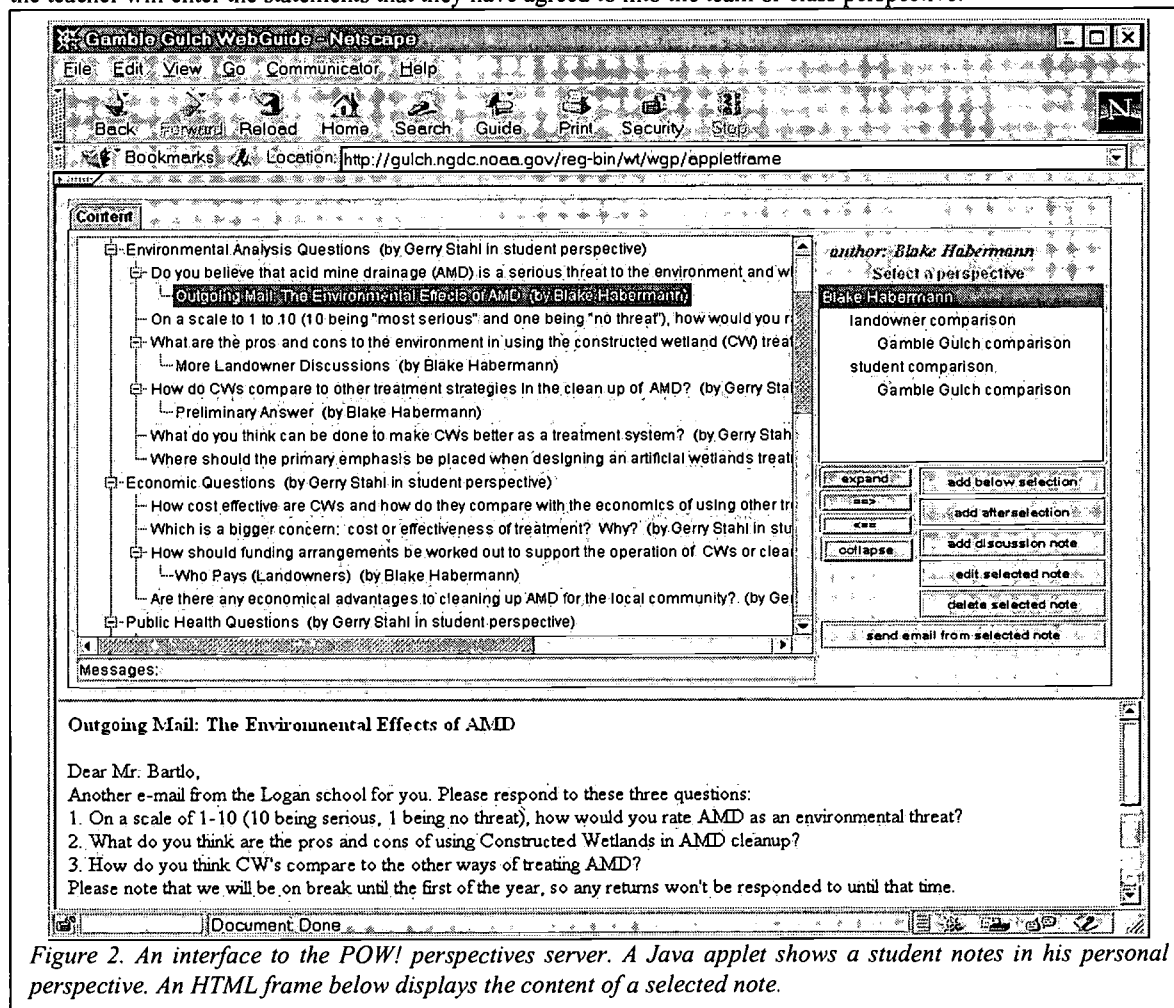 the teacher will enter the statements that they have agreed to into the team or class perspective.
Gamble Gulch WebGuide - Netscape
File Edit View Go Communicator Help
Back Forward Reload Home Search Guide Print Security Stop
Bookmarks Location: http://gulch.ngdc.noaa.gov/reg-bin/wt/wgp/appletframe
Content
Environmental Analysis Questions (by Gerry Stahl in student perspective)
Do you believe that acid mine drainage (AMD) is a serious threat to the environment and w
Outgoing Mail: The Environmental Effects of AMD (by Blake Habermann)
On a scale to 1 to 10 (10 being "most serious" and one being "no threat"), how would you r
What are the pros and cons to the environment in using the constructed wetland (CW) treat
More Landowner Discussions (by Blake Habermann)
How do CWs compare to other treatment strategies in the clean up of AMD? (by Gerry Sta
Preliminary Answer (by Blake Habermann)
What do you think can be done to make CWs better as a treatment system? (by Gerry Stah
Where should the primary emphasis be placed when designing an artificial wetlands treat
Economic Questions (by Gerry Stahl in student perspective)
How cost effective are CWs and how do they compare with the economics of using other tr
Which is a bigger concern: cost or effectiveness of treatment? Why? (by Gerry Stahl in stu
How should funding arrangements be worked out to support the operation of CWs or clea
Who Pays (Landowners) (by Blake Habermann)
Are there any economical advantages to cleaning up AMD for the local community? (by Ge
Public Health Questions (by Gerry Stahl in student perspective)
Messages:
author: Blake Habermann
Select a perspective
Blake Habermann
landowner comparison
Gamble Gulch comparison
student comparison
Gamble Gulch comparison
expand
==>
<==
collapse
add below selection
add after selection
add discussion note
edit selected note
delete selected note
send email from selected note
Outgoing Mail: The Environmental Effects of AMD
Dear Mr. Bartlo,
Another e-mail from the Logan school for you. Please respond to these three questions:
1. On a scale of 1-10 (10 being serious, 1 being no threat), how would you rate AMD as an environmental threat?
2. What do you think are the pros and cons of using Constructed Wetlands in AMD cleanup?
3. How do you think CW's compare to the other ways of treating AMD?
Please note that we will be on break until the first of the year, so any returns won't be responded to until that time.
Document: Done
Figure 2. An interface to the POW! perspectives server. A Java applet shows a student notes in his personal
perspective. An HTML frame below displays the content of a selected note.